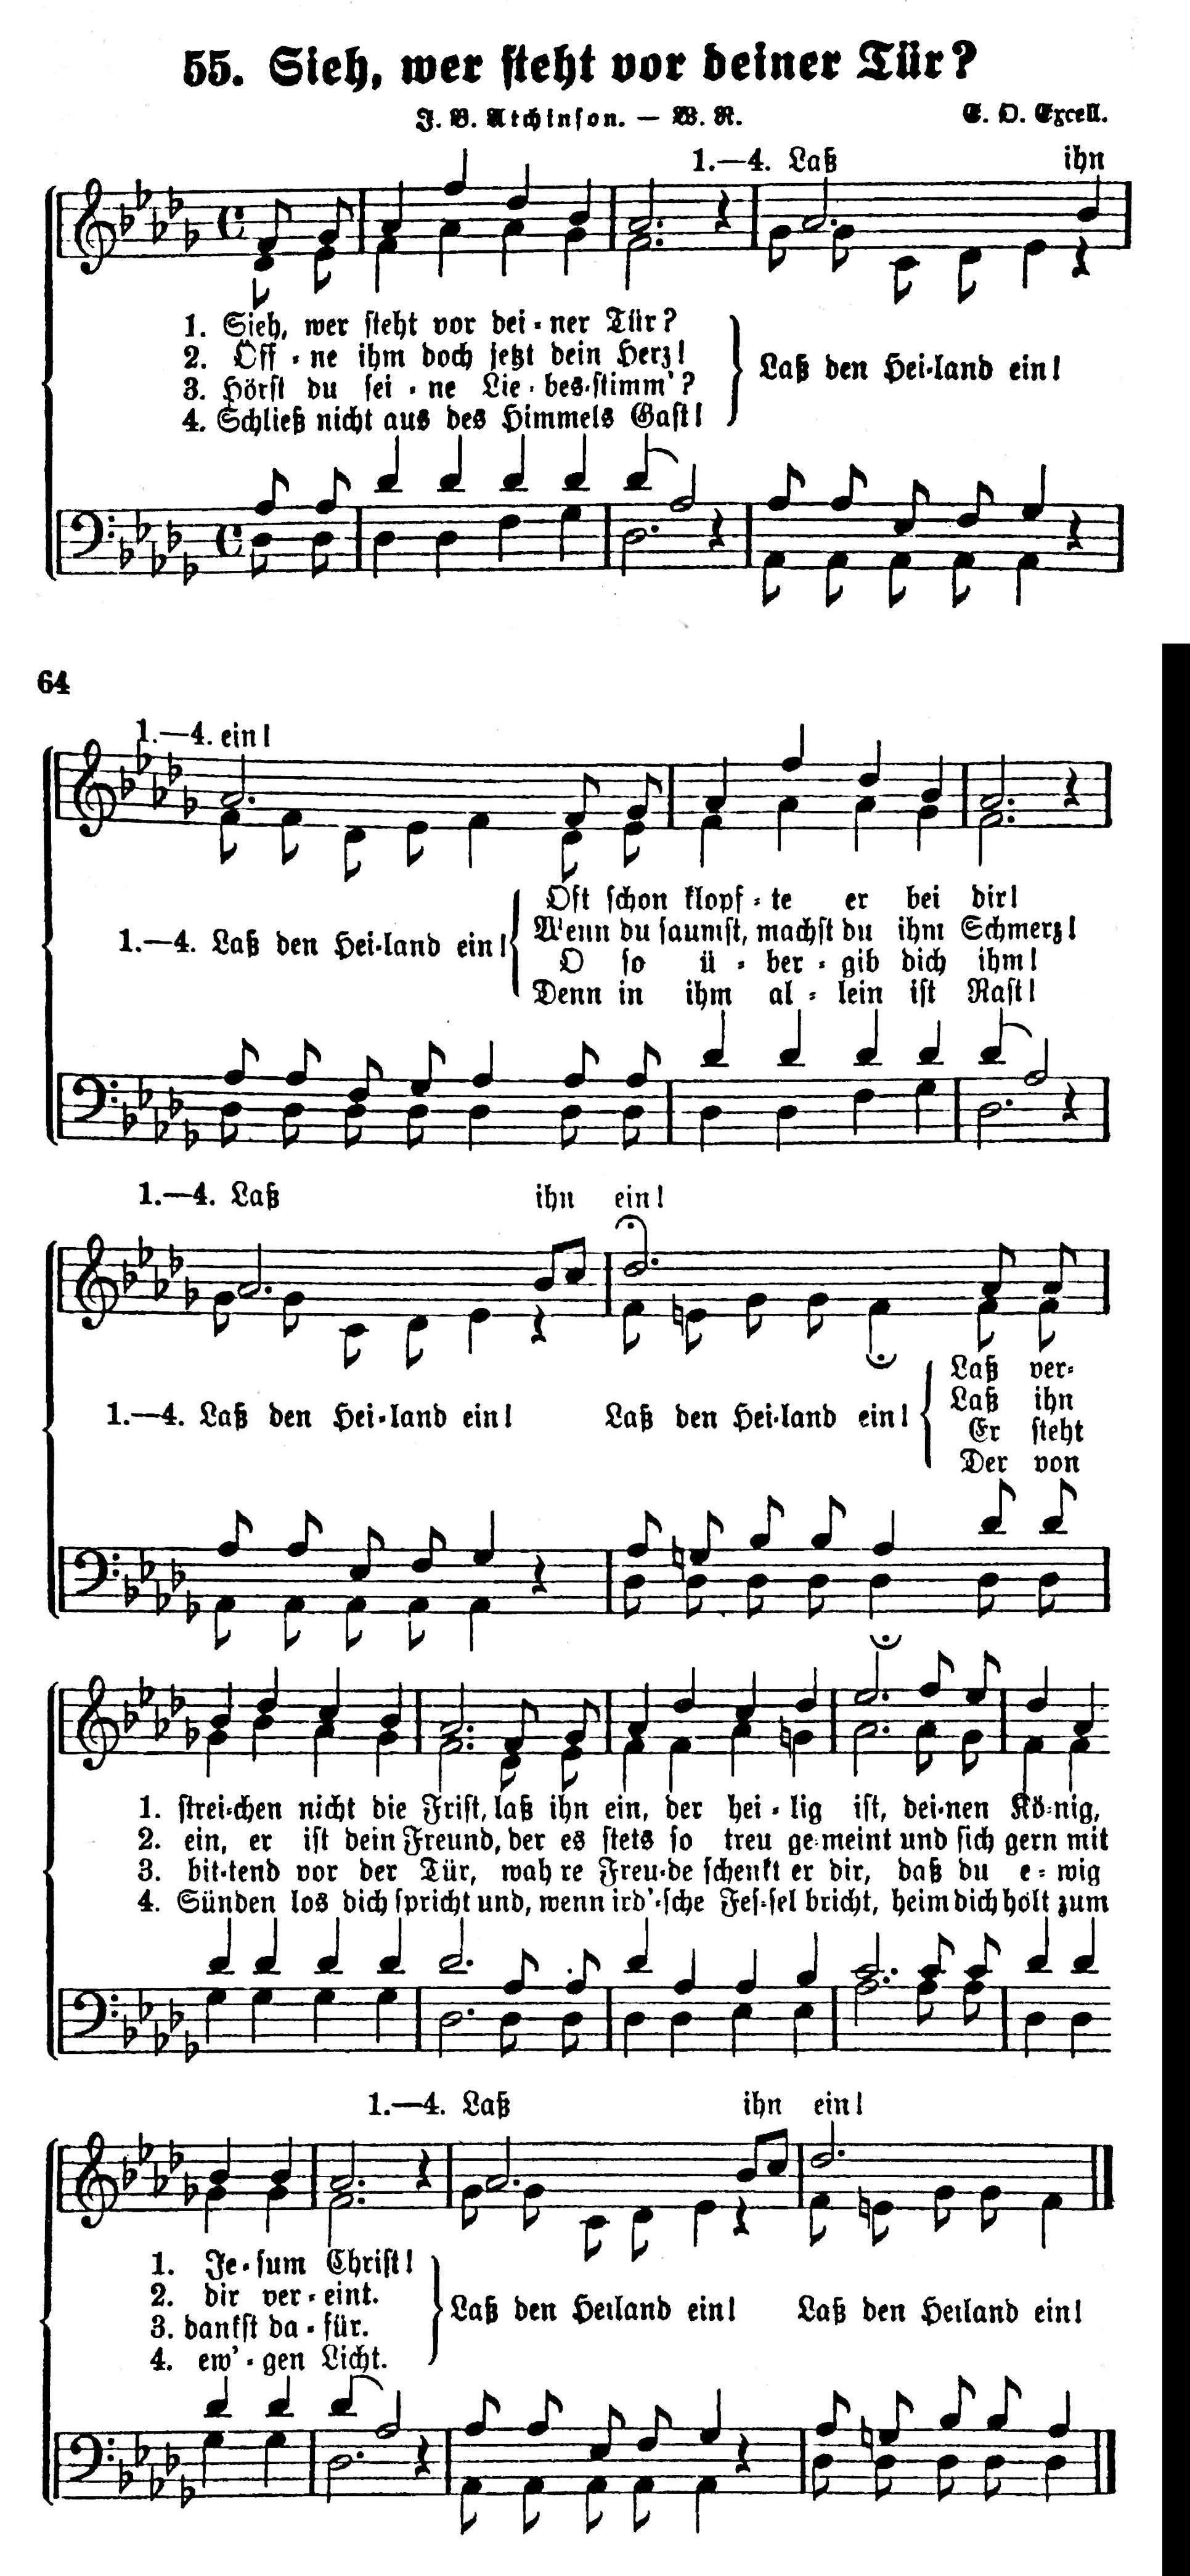 55. Sieh, wer steht vor deiner Tür?
J. B. Atchinson. — W. R.
E. O. Excell.
1.—4. Laß ihn
1. Sieh, wer steht vor dei-ner Tür?
2. Öff-ne ihm doch jetzt dein Herz!
3. Hörst du sei-ne Lie-bes-stimm'?
4. Schließ nicht aus des Himmels Gast!
Laß den Hei-land ein!
64
1.—4. ein!
1.—4. Laß den Hei-land ein!
Oft schon klopf-te er bei dir!
Wenn du säumst, machst du ihm Schmerz!
O so ü-ber-gib dich ihm!
Denn in ihm al-lein ist Rast!
1.—4. Laß ihn ein!
1.—4. Laß den Hei-land ein! Laß den Hei-land ein!
Laß ver-
Laß ihn
Er steht
Der von
1. strei-chen nicht die Frist, laß ihn ein, der hei-lig ist, dei-nen Kö-nig,
2. ein, er ist dein Freund, der es stets so treu ge-meint und sich gern mit
3. bit-tend vor der Tür, wah re Freu-de schenkt er dir, daß du e-wig
4. Sünden los dich spricht und, wenn ird'-sche Fes-sel bricht, heim dich holt zum
1.—4. Laß ihn ein!
1. Je-sum Christ!
2. dir ver-eint.
3. dankst da-für.
4. ew'-gen Licht.
Laß den Heiland ein! Laß den Heiland ein!